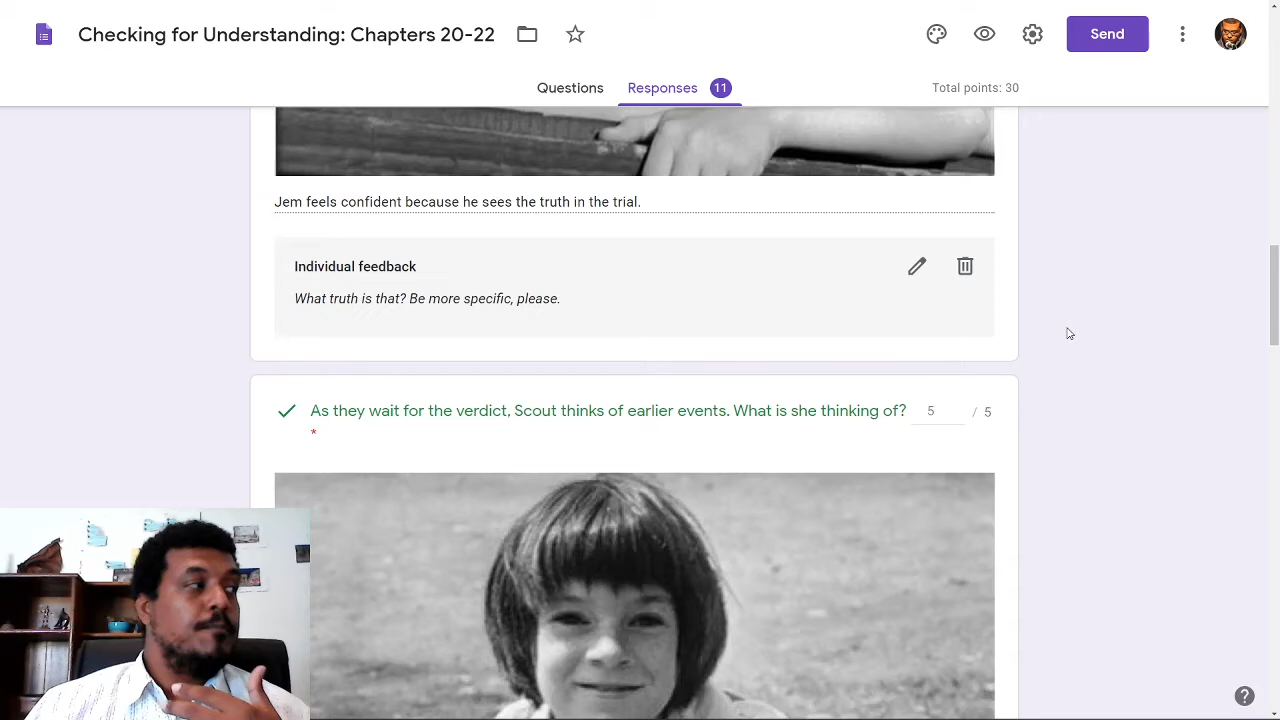 Checking for Understanding: Chapters 20-22
Send
Questions
Responses 11
Total points: 30
Jem feels confident because he sees the truth in the trial.
Individual feedback
What truth is that? Be more specific, please.
As they wait for the verdict, Scout thinks of earlier events. What is she thinking of? 5 / 5
*